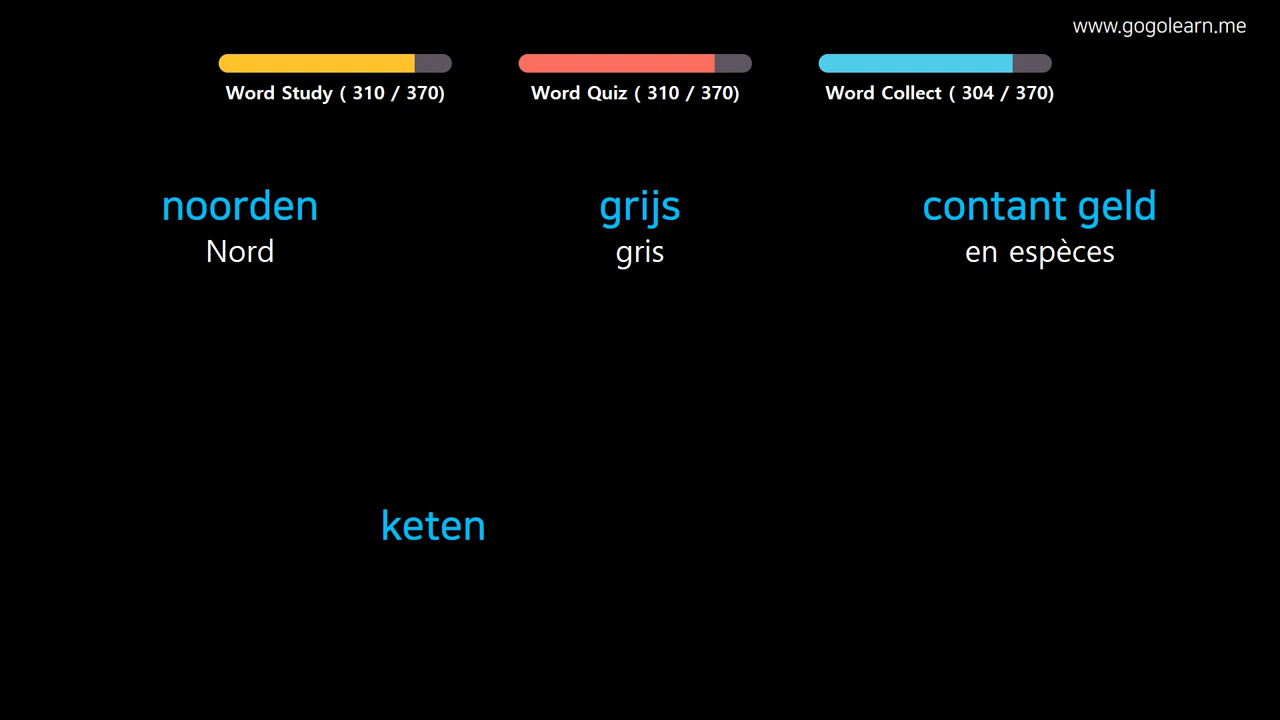 www.gogolearn.me
Word Study ( 310 / 370)
Word Quiz ( 310 / 370)
Word Collect ( 304 / 370)
noorden
Nord
grijs
gris
contant geld
en espèces
keten